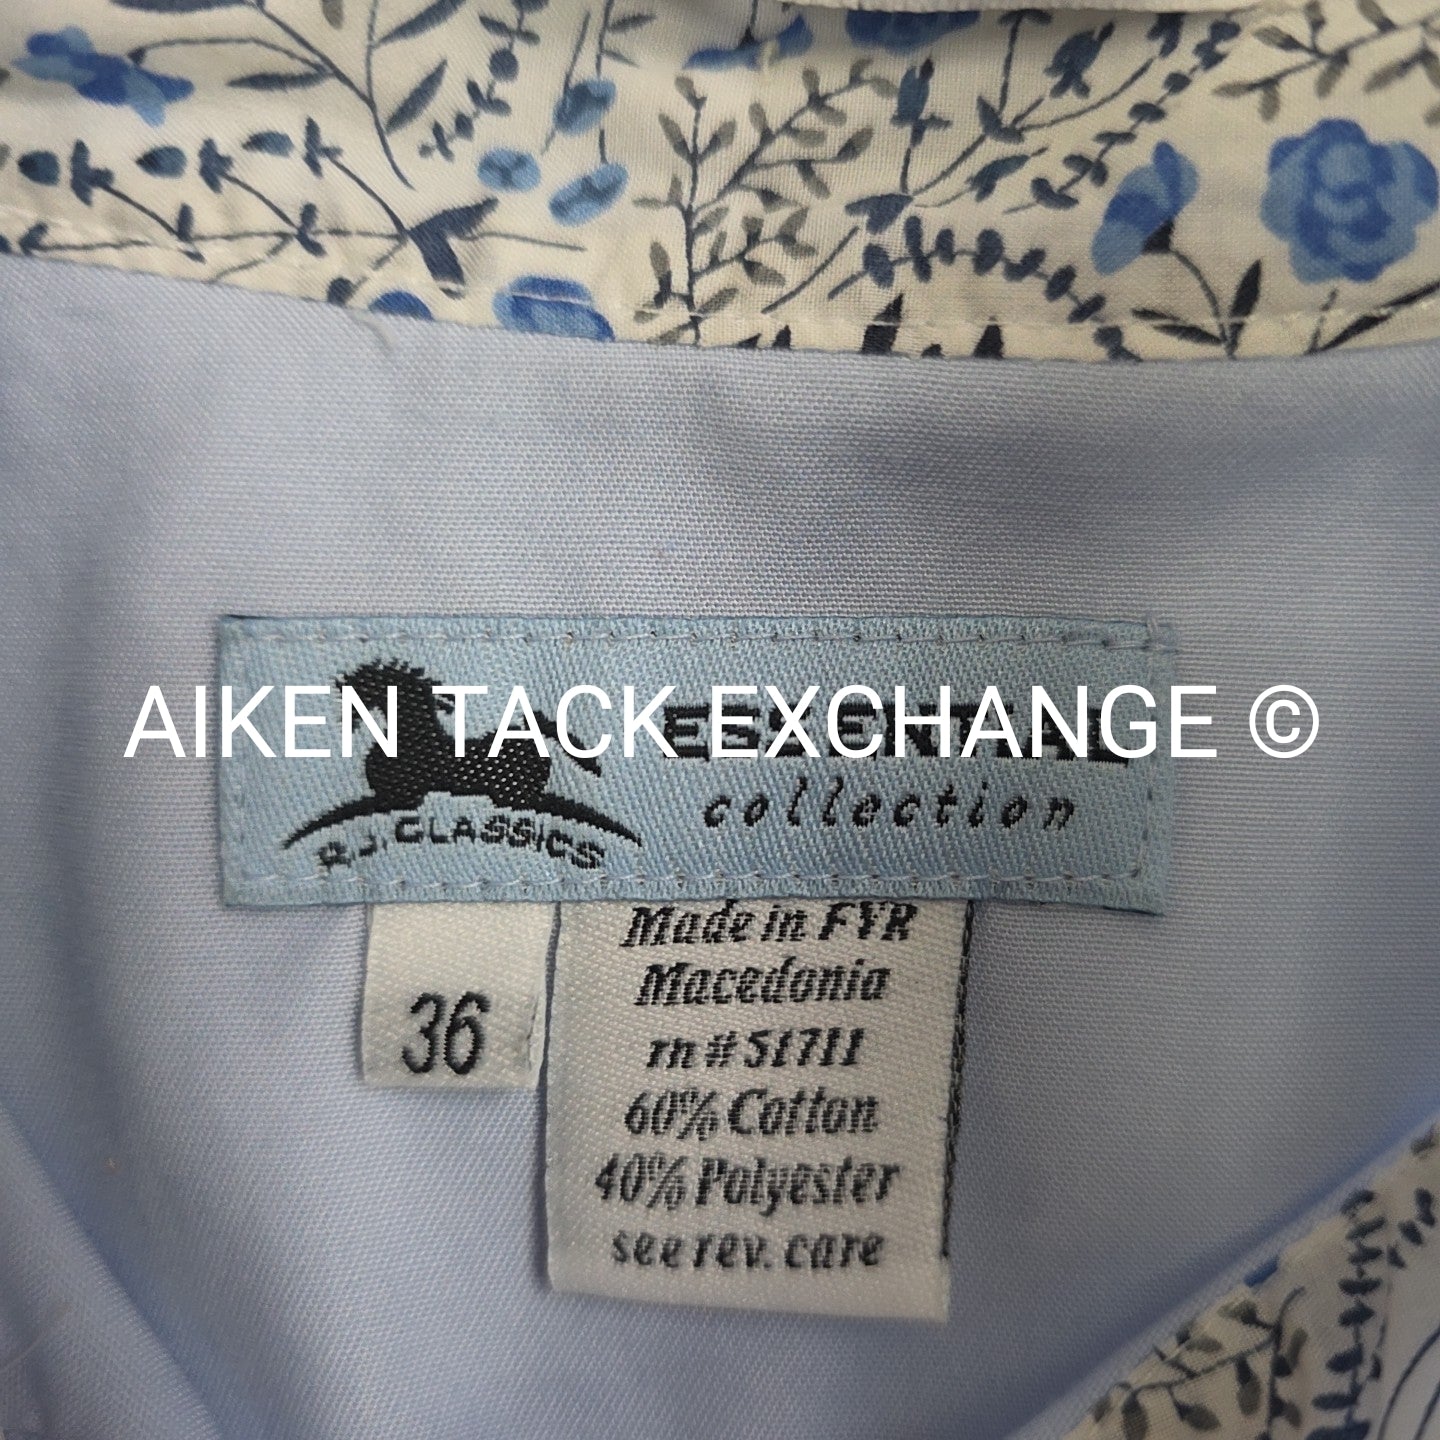 AIKEN TACK EXCHANGE ©
ESSENTIAL
collection
R.J. CLASSICS
Made in FYR
Macedonia
36
rn # 51711
60% Cotton
40% Polyester
see rev. care